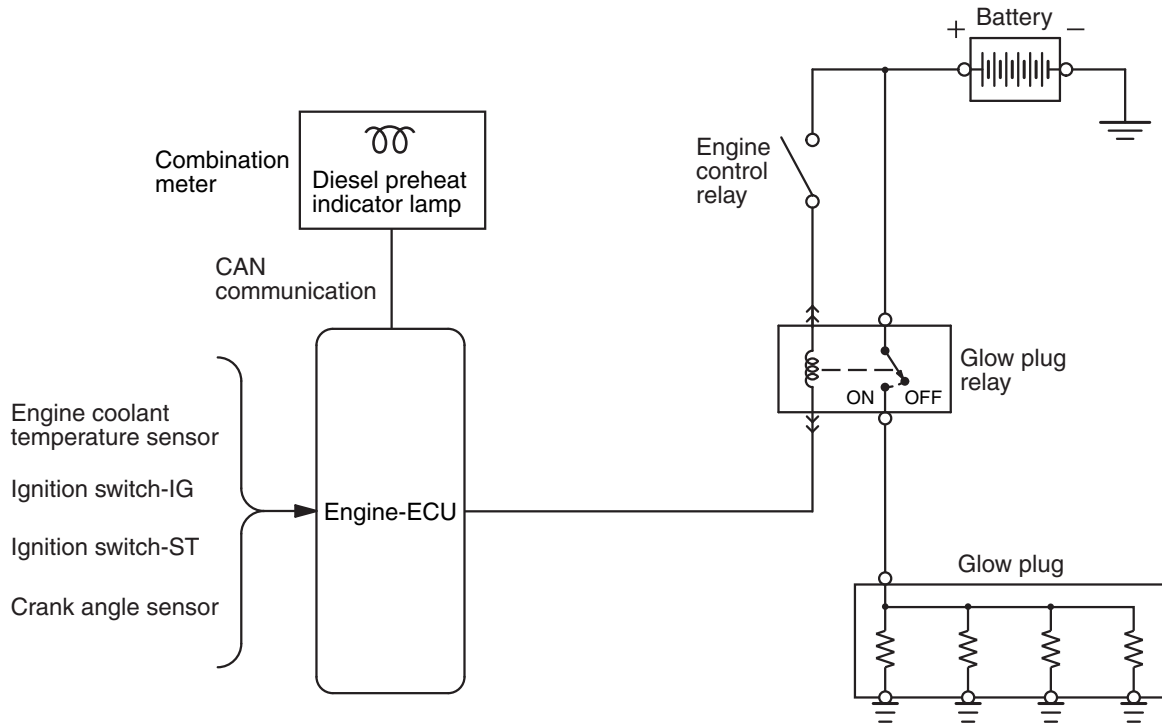 + Battery −
Combination
meter
Diesel preheat
indicator lamp
Engine
control
relay
CAN
communication
Glow plug
relay
ON OFF
Engine coolant
temperature sensor
Ignition switch-IG
Engine-ECU
Ignition switch-ST
Crank angle sensor
Glow plug